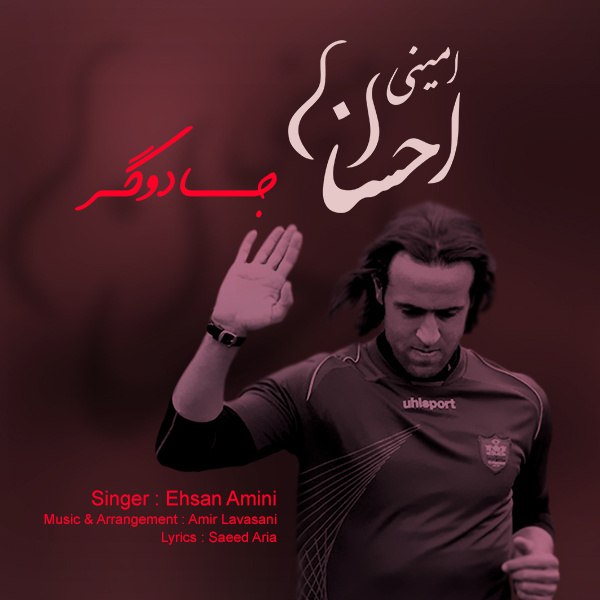 امینی
احسان
جادوگر
uhlsport
Singer : Ehsan Amini
Music & Arrangement : Amir Lavasani
Lyrics : Saeed Aria